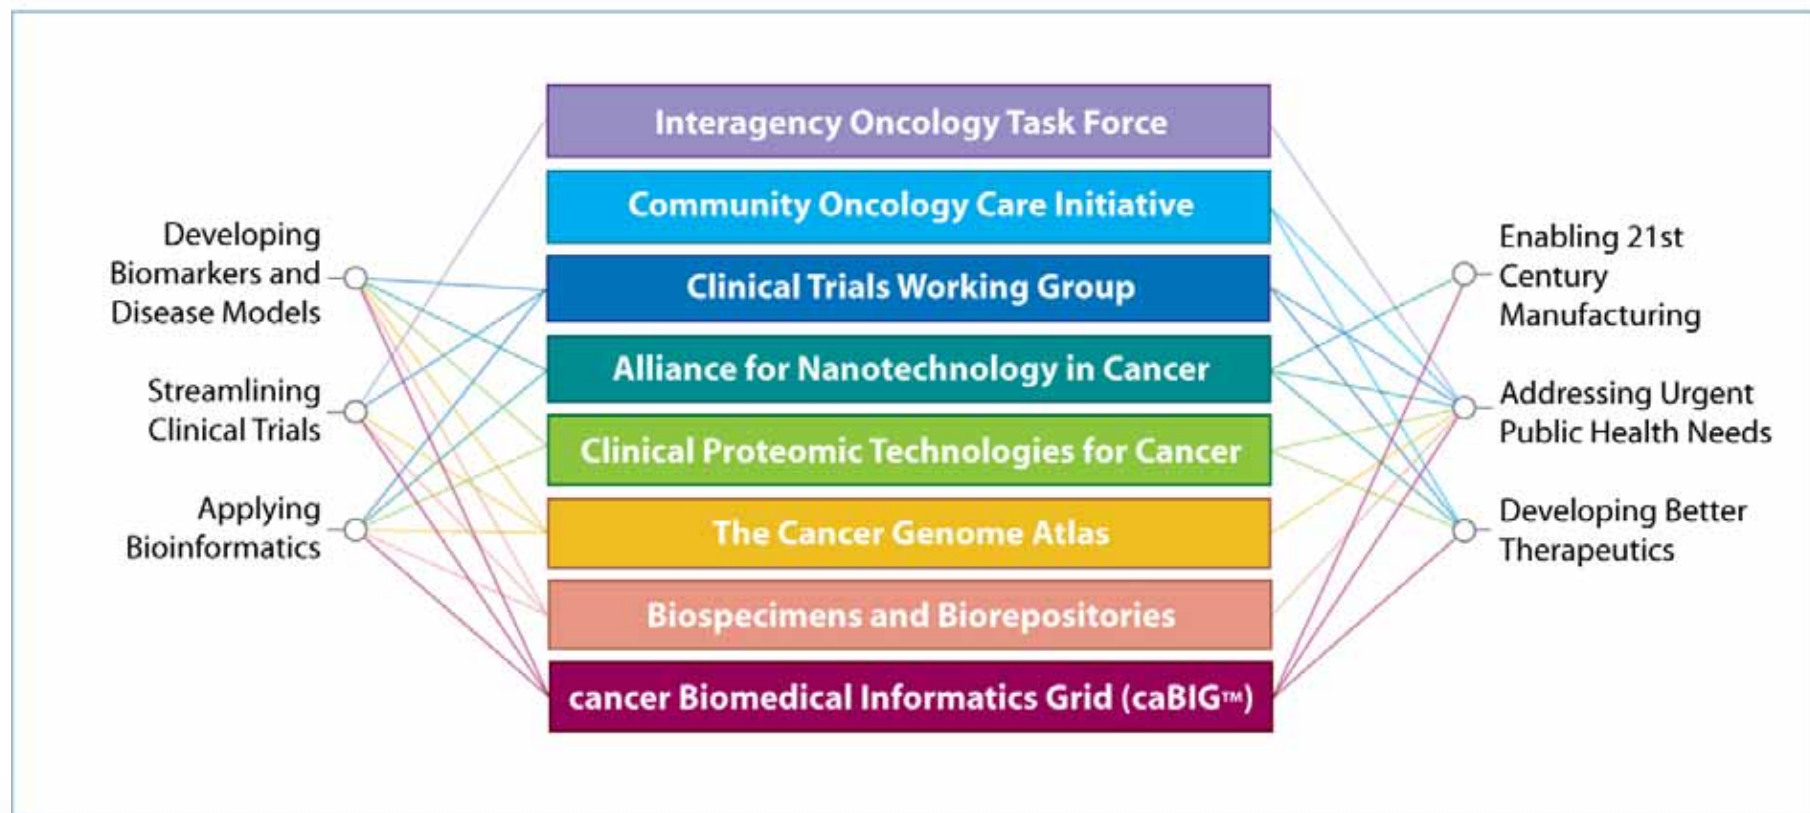 Developing
Biomarkers and
Disease Models
Streamlining
Clinical Trials
Applying
Bioinformatics
Interagency Oncology Task Force
Community Oncology Care Initiative
Clinical Trials Working Group
Alliance for Nanotechnology in Cancer
Clinical Proteomic Technologies for Cancer
The Cancer Genome Atlas
Biospecimens and Biorepositories
cancer Biomedical Informatics Grid (caBIG™)
Enabling 21st
Century
Manufacturing
Addressing Urgent
Public Health Needs
Developing Better
Therapeutics